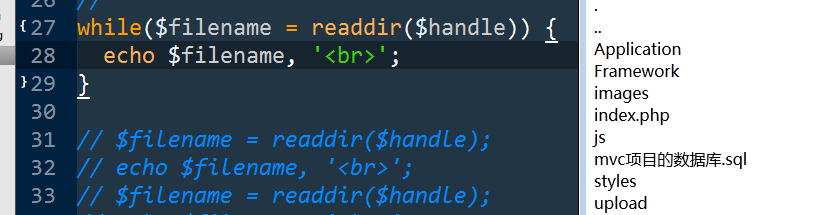 26 //
27 while($filename = readdir($handle)) {
28 echo $filename, '<br>';
29 }
30
31 // $filename = readdir($handle);
32 // echo $filename, '<br>';
33 // $filename = readdir($handle);
.
..
Application
Framework
images
index.php
js
mvc项目的数据库.sql
styles
upload